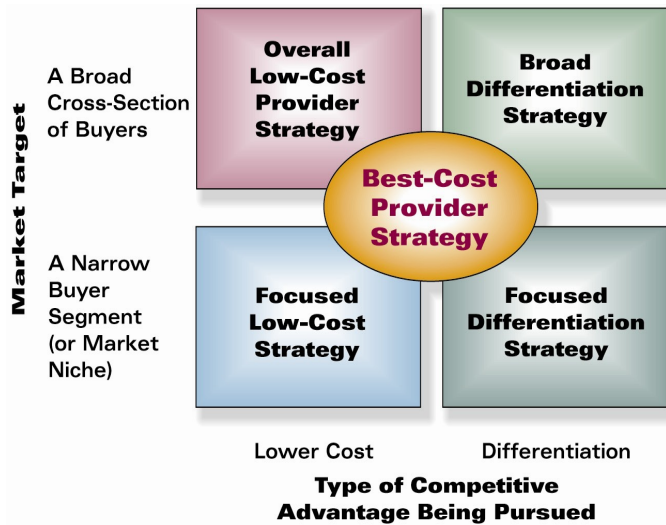 Market Target
A Broad
Cross-Section
of Buyers
Overall
Low-Cost
Provider
Strategy
Broad
Differentiation
Strategy
Best-Cost
Provider
Strategy
A Narrow
Buyer
Segment
(or Market
Niche)
Focused
Low-Cost
Strategy
Focused
Differentiation
Strategy
Lower Cost
Differentiation
Type of Competitive
Advantage Being Pursued